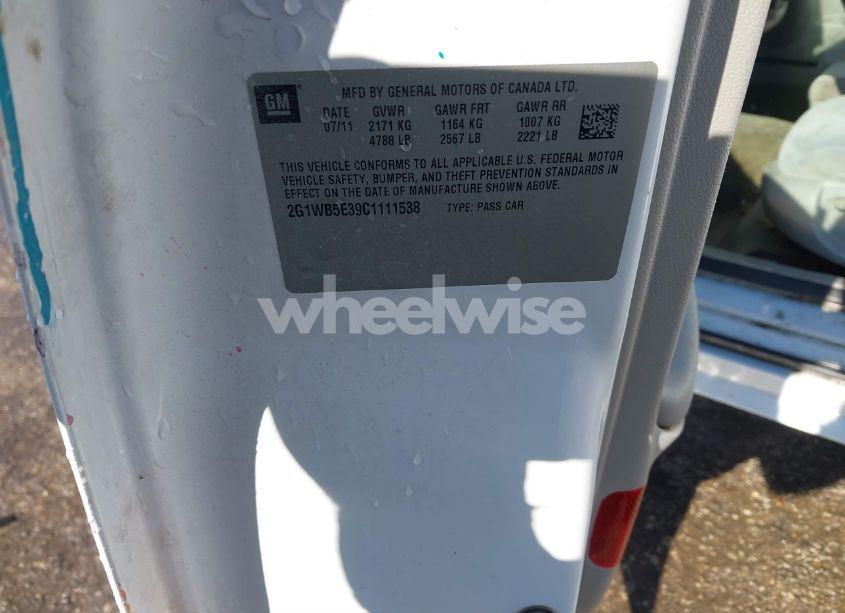 GM
MFD BY GENERAL MOTORS OF CANADA LTD.
DATE GVWR GAWR FRT GAWR RR
07/11 2171 KG 1164 KG 1007 KG
4788 LB 2567 LB 2221 LB
THIS VEHICLE CONFORMS TO ALL APPLICABLE U.S. FEDERAL MOTOR
VEHICLE SAFETY, BUMPER, AND THEFT PREVENTION STANDARDS IN
EFFECT ON THE DATE OF MANUFACTURE SHOWN ABOVE.
2G1WB5E39C1111538 TYPE: PASS CAR
wheelwise